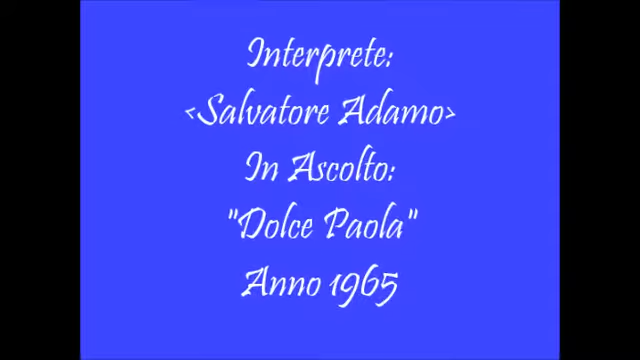 Interprete:
<Salvatore Adamo>
In Ascolto:
"Dolce Paola"
Anno 1965